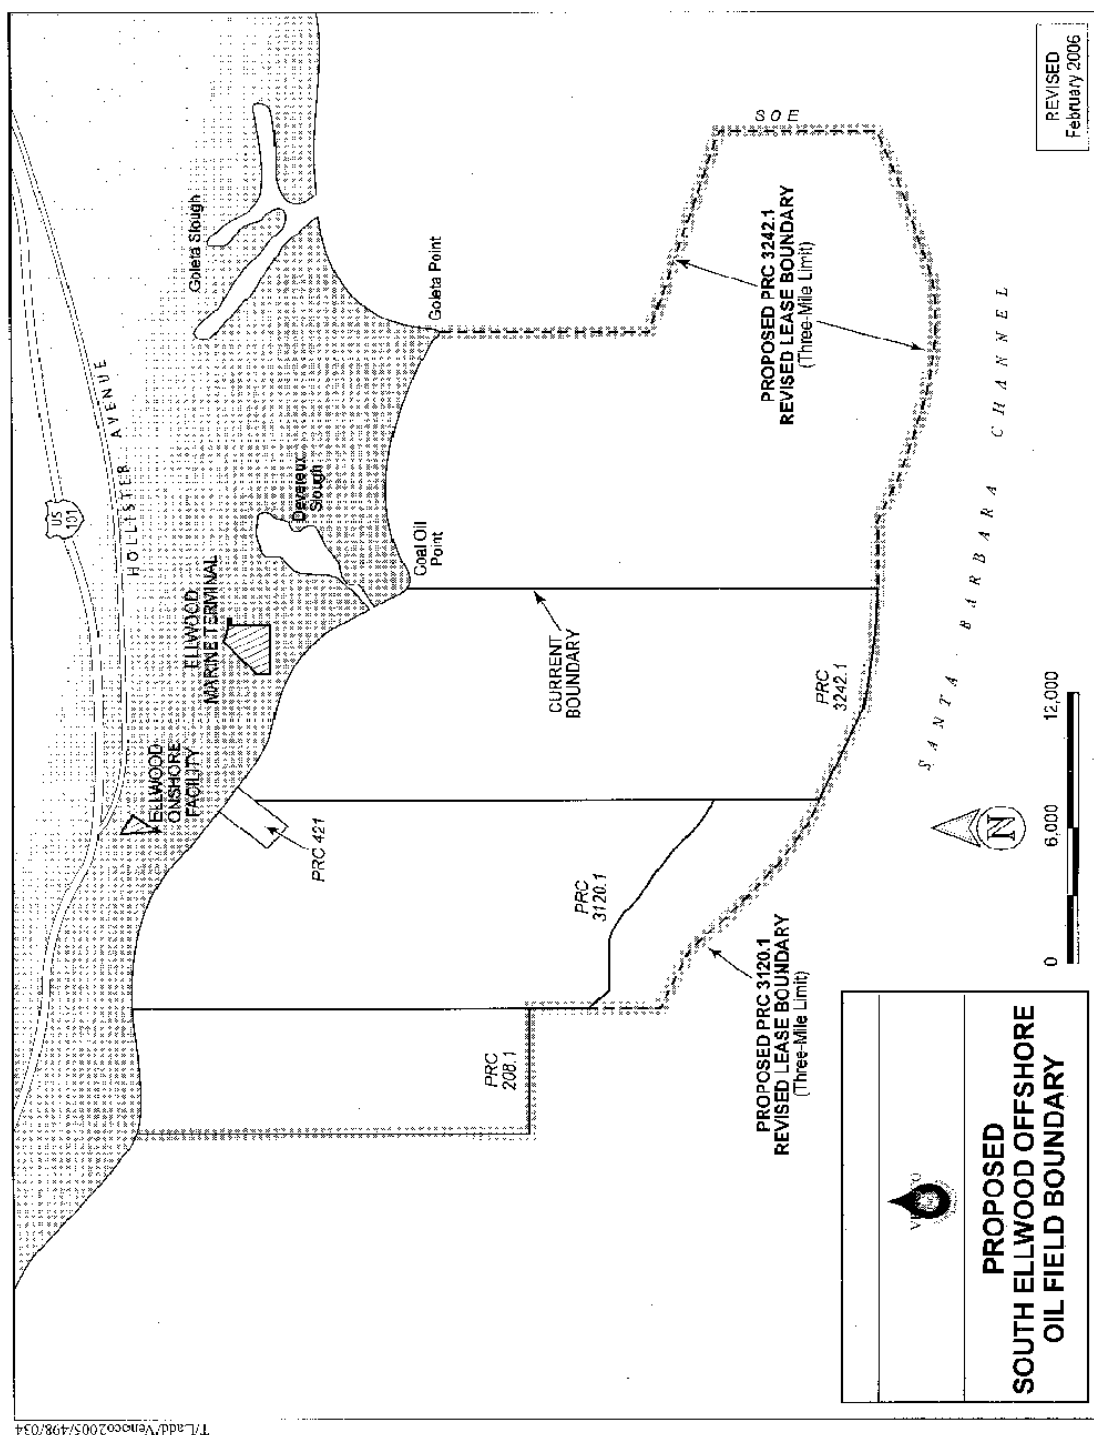 REVISED
February 2006
Goleta Slough
S O E
Goleta Point
PROPOSED PRC 3242.1
REVISED LEASE BOUNDARY
(Three-Mile Limit)
HOLLISTER AVENUE
US
101
Devereux
Slough
Coal Oil
Point
SANTA BARBARA CHANNEL
ELLWOOD
MARINE TERMINAL
CURRENT
BOUNDARY
PRC
3242.1
ELLWOOD
ONSHORE
FACILITY
PRC 421
PRC
3120.1
N
0
6,000
12,000
PROPOSED PRC 3120.1
REVISED LEASE BOUNDARY
(Three-Mile Limit)
PRC
208.1
PROPOSED
SOUTH ELLWOOD OFFSHORE
OIL FIELD BOUNDARY
T/Ladd/Venoco2005/498/034